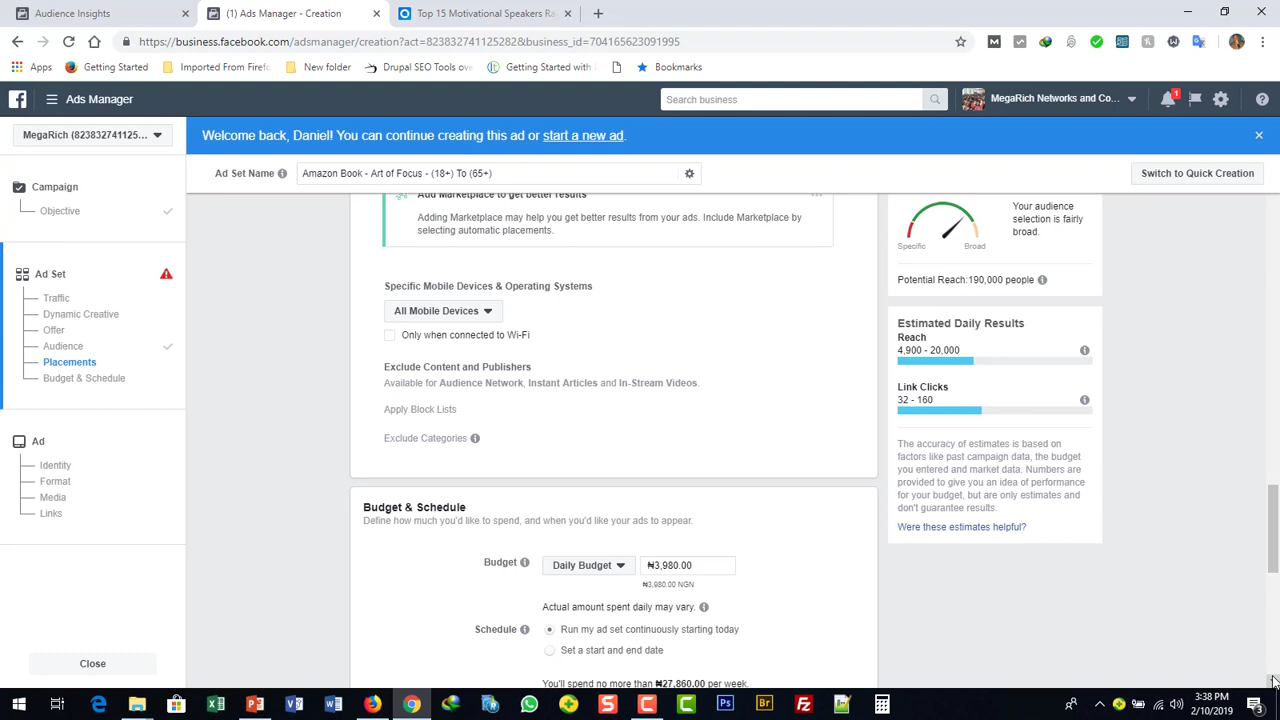 Audience Insights
(1) Ads Manager - Creation
Top 15 Motivational Speakers Ra
https://business.facebook.com/adsmanager/creation?act=823832741125282&business_id=704165623091995
Apps
Getting Started
Imported From Firef
New folder
Drupal SEO Tools ove
Getting Started with
Bookmarks
Ads Manager
Search business
MegaRich Networks and Co...
1
MegaRich (823832741125...
Welcome back, Daniel! You can continue creating this ad or start a new ad.
Ad Set Name
Amazon Book - Art of Focus - (18+) To (65+)
Switch to Quick Creation
Campaign
Objective
Ad Set
Traffic
Dynamic Creative
Offer
Audience
Placements
Budget & Schedule
Ad
Identity
Format
Media
Links
Close
Add Marketplace to get better results
Adding Marketplace may help you get better results from your ads. Include Marketplace by
selecting automatic placements.
Specific Mobile Devices & Operating Systems
All Mobile Devices
Only when connected to Wi-Fi
Exclude Content and Publishers
Available for Audience Network, Instant Articles and In-Stream Videos.
Apply Block Lists
Exclude Categories
Budget & Schedule
Define how much you'd like to spend, and when you'd like your ads to appear.
Budget
Daily Budget
₦3,980.00
₦3,980.00 NGN
Actual amount spent daily may vary.
Schedule
Run my ad set continuously starting today
Set a start and end date
You'll spend no more than ₦27,860.00 per week.
Your audience
selection is fairly
broad.
Specific
Broad
Potential Reach:190,000 people
Estimated Daily Results
Reach
4,900 - 20,000
Link Clicks
32 - 160
The accuracy of estimates is based on
factors like past campaign data, the budget
you entered and market data. Numbers are
provided to give you an idea of performance
for your budget, but are only estimates and
don't guarantee results.
Were these estimates helpful?
3:38 PM
2/10/2019
3